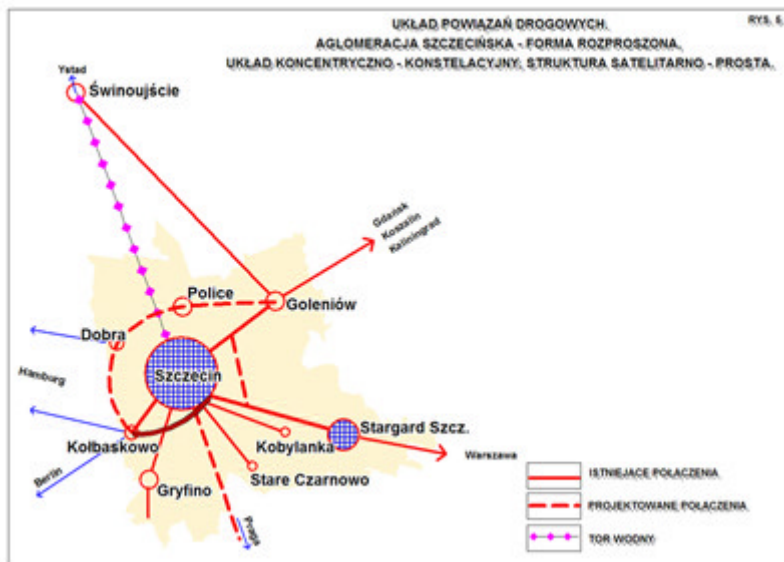 UKŁAD POWIĄZAŃ DROGOWYCH.
RYS. 5.
AGLOMERACJA SZCZECIŃSKA - FORMA ROZPROSZONA.
UKŁAD KONCENTRYCZNO - KONSTELACYJNY, STRUKTURA SATELITARNO - PROSTA.
Ystad
Świnoujście
Gdańsk
Koszalin
Kaliningrad
Police
Goleniów
Dobra
Szczecin
Hamburg
Stargard Szcz.
Kołbaskowo
Kobylanka
Warszawa
Berlin
Stare Czarnowo
Gryfino
Praga
ISTNIEJĄCE POŁĄCZENIA
PROJEKTOWANE POŁĄCZENIA
TOR WODNY